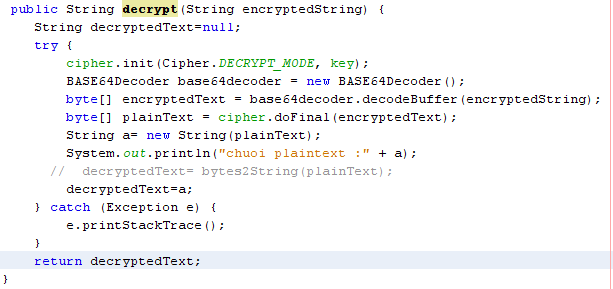 public String decrypt(String encryptedString) {
String decryptedText=null;
try {
cipher.init(Cipher.DECRYPT_MODE, key);
BASE64Decoder base64decoder = new BASE64Decoder();
byte[] encryptedText = base64decoder.decodeBuffer(encryptedString);
byte[] plainText = cipher.doFinal(encryptedText);
String a= new String(plainText);
System.out.println("chuoi plaintext :" + a);
//  decryptedText= bytes2String(plainText);
decryptedText=a;
} catch (Exception e) {
e.printStackTrace();
}
return decryptedText;
}